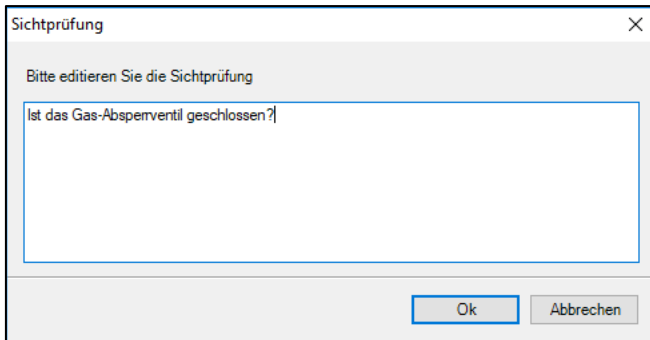 Sichtprüfung
Bitte editieren Sie die Sichtprüfung
Ist das Gas-Absperrventil geschlossen?
Ok
Abbrechen